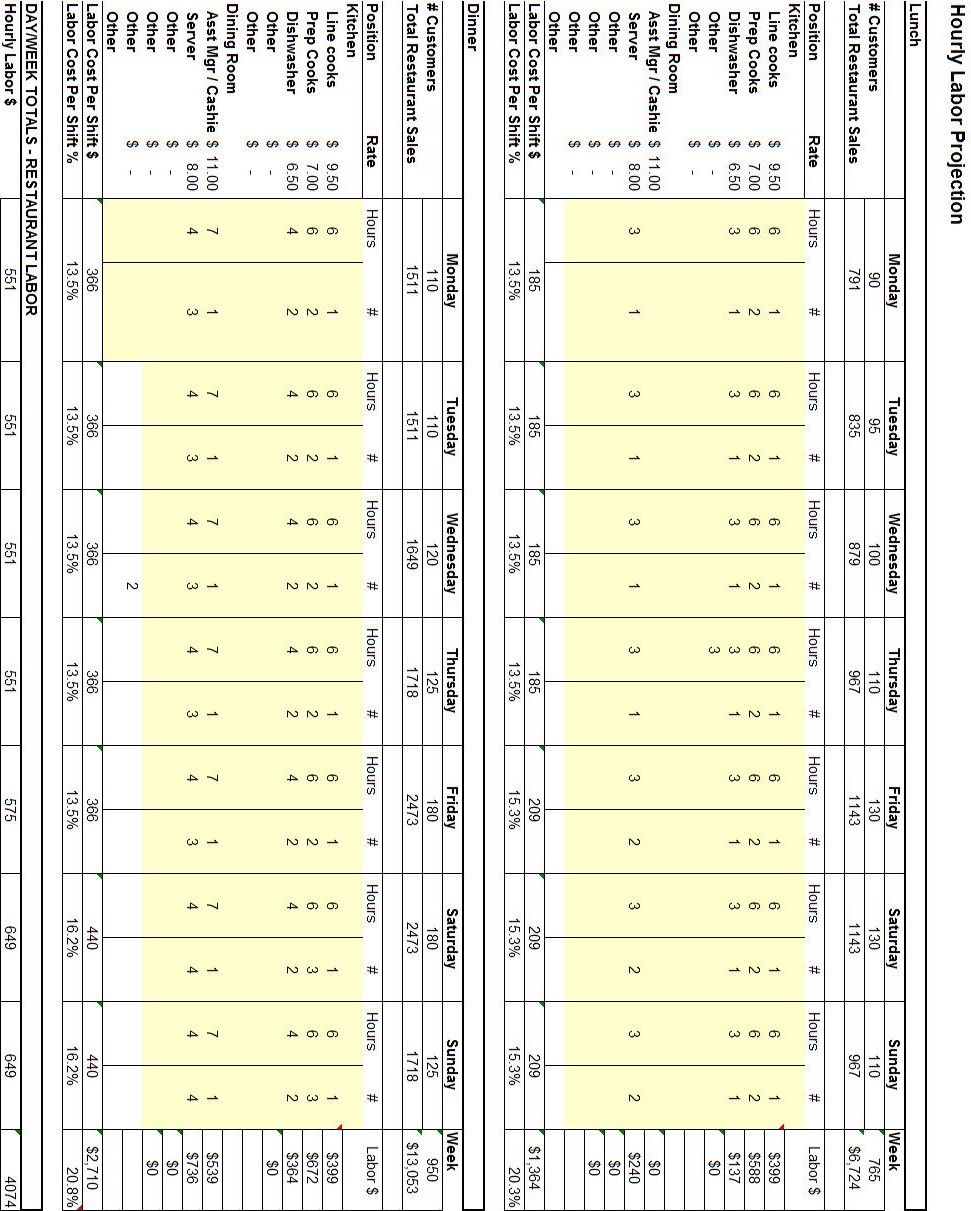 Hourly Labor Projection
Lunch
Monday Tuesday Wednesday Thursday Friday Saturday Sunday Week
# Customers 90 95 100 110 130 130 110 765
Total Restaurant Sales 791 835 879 967 1143 1143 967 $6,724
Position Rate Hours # Hours # Hours # Hours # Hours # Hours # Hours # Labor $
Kitchen
Line cooks $ 9.50 6 1 6 1 6 1 6 1 6 1 6 1 6 1 $399
Prep Cooks $ 7.00 6 2 6 2 6 2 6 2 6 2 6 2 6 2 $588
Dishwasher $ 6.50 3 1 3 1 3 1 3 1 3 1 3 1 3 1 $137
Other $ - 3 $0
Other $ -
Dining Room
Asst Mgr / Cashie $ 11.00 $0
Server $ 8.00 3 1 3 1 3 1 3 1 3 2 3 2 3 2 $240
Other $ - $0
Other $ - $0
Other $ -
Labor Cost Per Shift $ 185 185 185 185 209 209 209 $1,364
Labor Cost Per Shift % 13.5% 13.5% 13.5% 13.5% 15.3% 15.3% 15.3% 20.3%
Dinner
Monday Tuesday Wednesday Thursday Friday Saturday Sunday Week
# Customers 110 110 120 125 180 180 125 950
Total Restaurant Sales 1511 1511 1649 1718 2473 2473 1718 $13,053
Position Rate Hours # Hours # Hours # Hours # Hours # Hours # Hours # Labor $
Kitchen
Line cooks $ 9.50 6 1 6 1 6 1 6 1 6 1 6 1 6 1 $399
Prep Cooks $ 7.00 6 2 6 2 6 2 6 2 6 2 6 3 6 3 $672
Dishwasher $ 6.50 4 2 4 2 4 2 4 2 4 2 4 2 4 2 $364
Other $ - $0
Other $ -
Dining Room
Asst Mgr / Cashie $ 11.00 7 1 7 1 7 1 7 1 7 1 7 1 7 1 $539
Server $ 8.00 4 3 4 3 4 3 4 3 4 3 4 4 4 4 $736
Other $ - $0
Other $ - $0
Other $ - 2
Other
Labor Cost Per Shift $ 366 366 366 366 366 440 440 $2,710
Labor Cost Per Shift % 13.5% 13.5% 13.5% 13.5% 13.5% 16.2% 16.2% 20.8%
DAY/WEEK TOTALS - RESTAURANT LABOR
Hourly Labor $ 551 551 551 551 575 649 649 4074